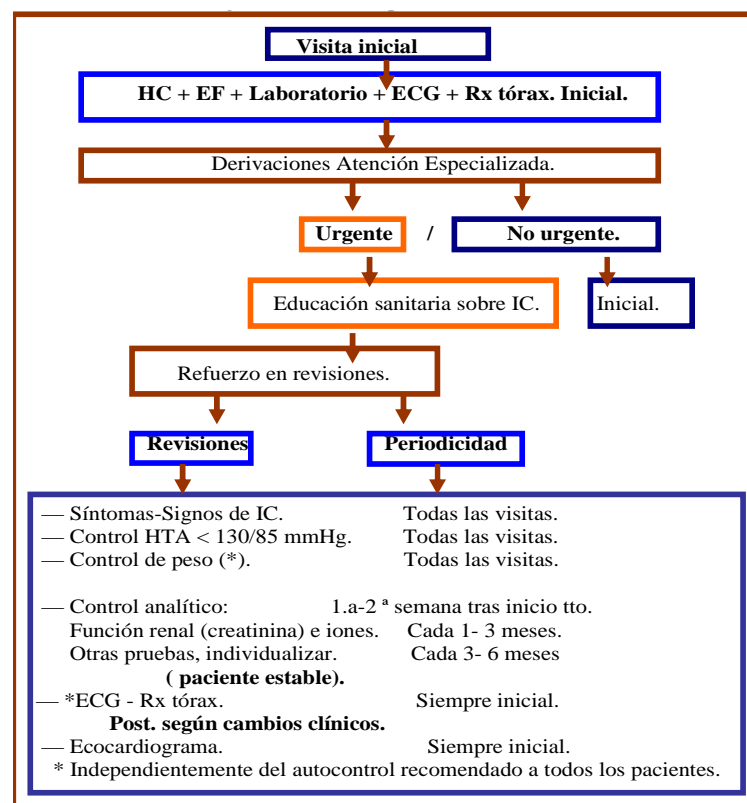 Visita inicial
HC + EF + Laboratorio + ECG + Rx tórax. Inicial.
Derivaciones Atención Especializada.
Urgente / No urgente.
Educación sanitaria sobre IC. Inicial.
Refuerzo en revisiones.
Revisiones Periodicidad
— Síntomas-Signos de IC. Todas las visitas.
— Control HTA < 130/85 mmHg. Todas las visitas.
— Control de peso (*). Todas las visitas.
— Control analítico: 1.a-2 ª semana tras inicio tto.
Función renal (creatinina) e iones. Cada 1- 3 meses.
Otras pruebas, individualizar. Cada 3- 6 meses
( paciente estable).
— *ECG - Rx tórax. Siempre inicial.
Post. según cambios clínicos.
— Ecocardiograma. Siempre inicial.
* Independientemente del autocontrol recomendado a todos los pacientes.